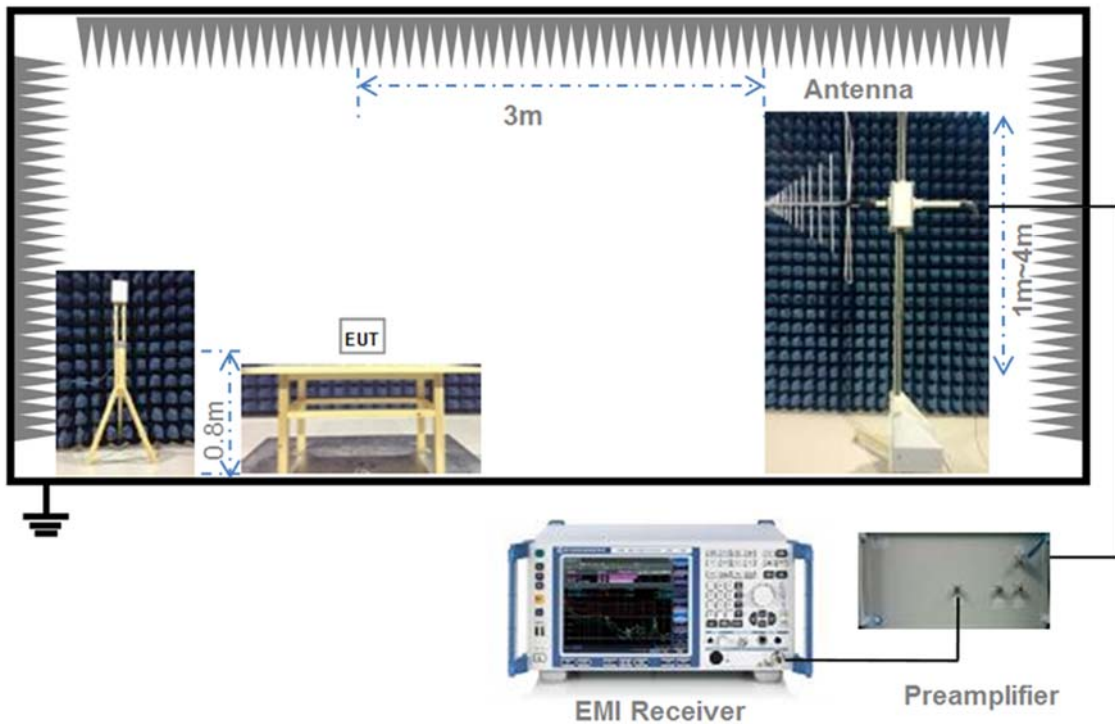 Antenna
3m
1m~4m
EUT
0.8m
EMI Receiver
Preamplifier